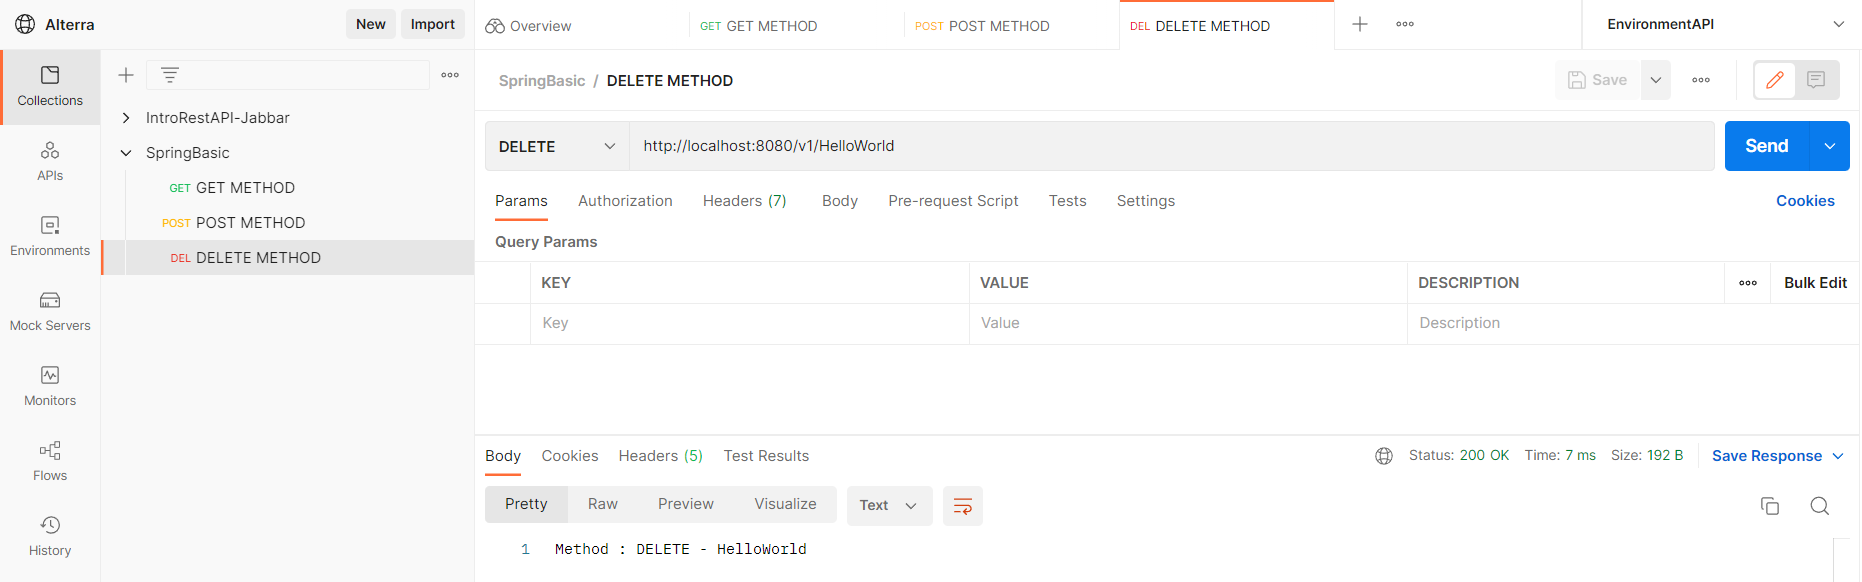 Alterra New Import Overview GET GET METHOD POST POST METHOD DEL DELETE METHOD EnvironmentAPI
Collections
APIs
Environments
Mock Servers
Monitors
Flows
History
IntroRestAPI-Jabbar
SpringBasic
GET GET METHOD
POST POST METHOD
DEL DELETE METHOD
SpringBasic / DELETE METHOD Save
DELETE http://localhost:8080/v1/HelloWorld Send
Params Authorization Headers (7) Body Pre-request Script Tests Settings Cookies
Query Params
KEY VALUE DESCRIPTION Bulk Edit
Key Value Description
Body Cookies Headers (5) Test Results Status: 200 OK Time: 7 ms Size: 192 B Save Response
Pretty Raw Preview Visualize Text
1 Method : DELETE - HelloWorld